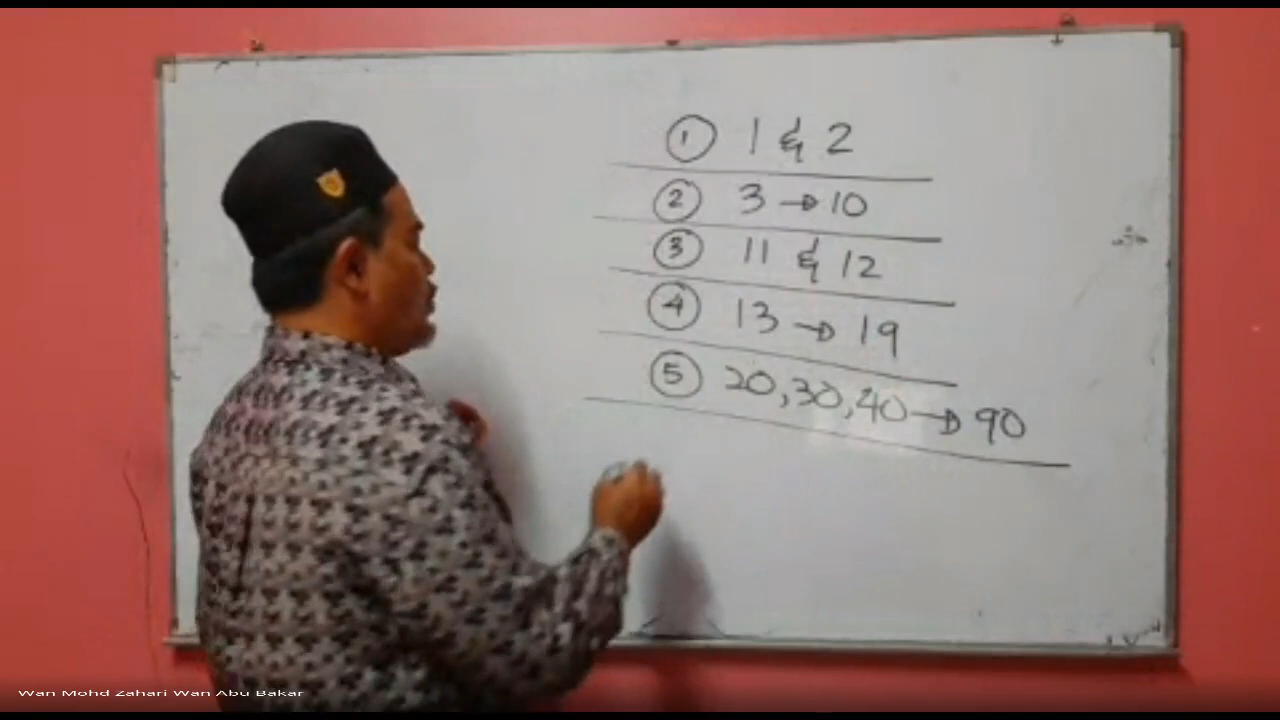 ① 1 & 2
② 3 → 10
③ 11 & 12
④ 13 → 19
⑤ 20, 30, 40 → 90
Wan Mohd Zahari Wan Abu Bakar